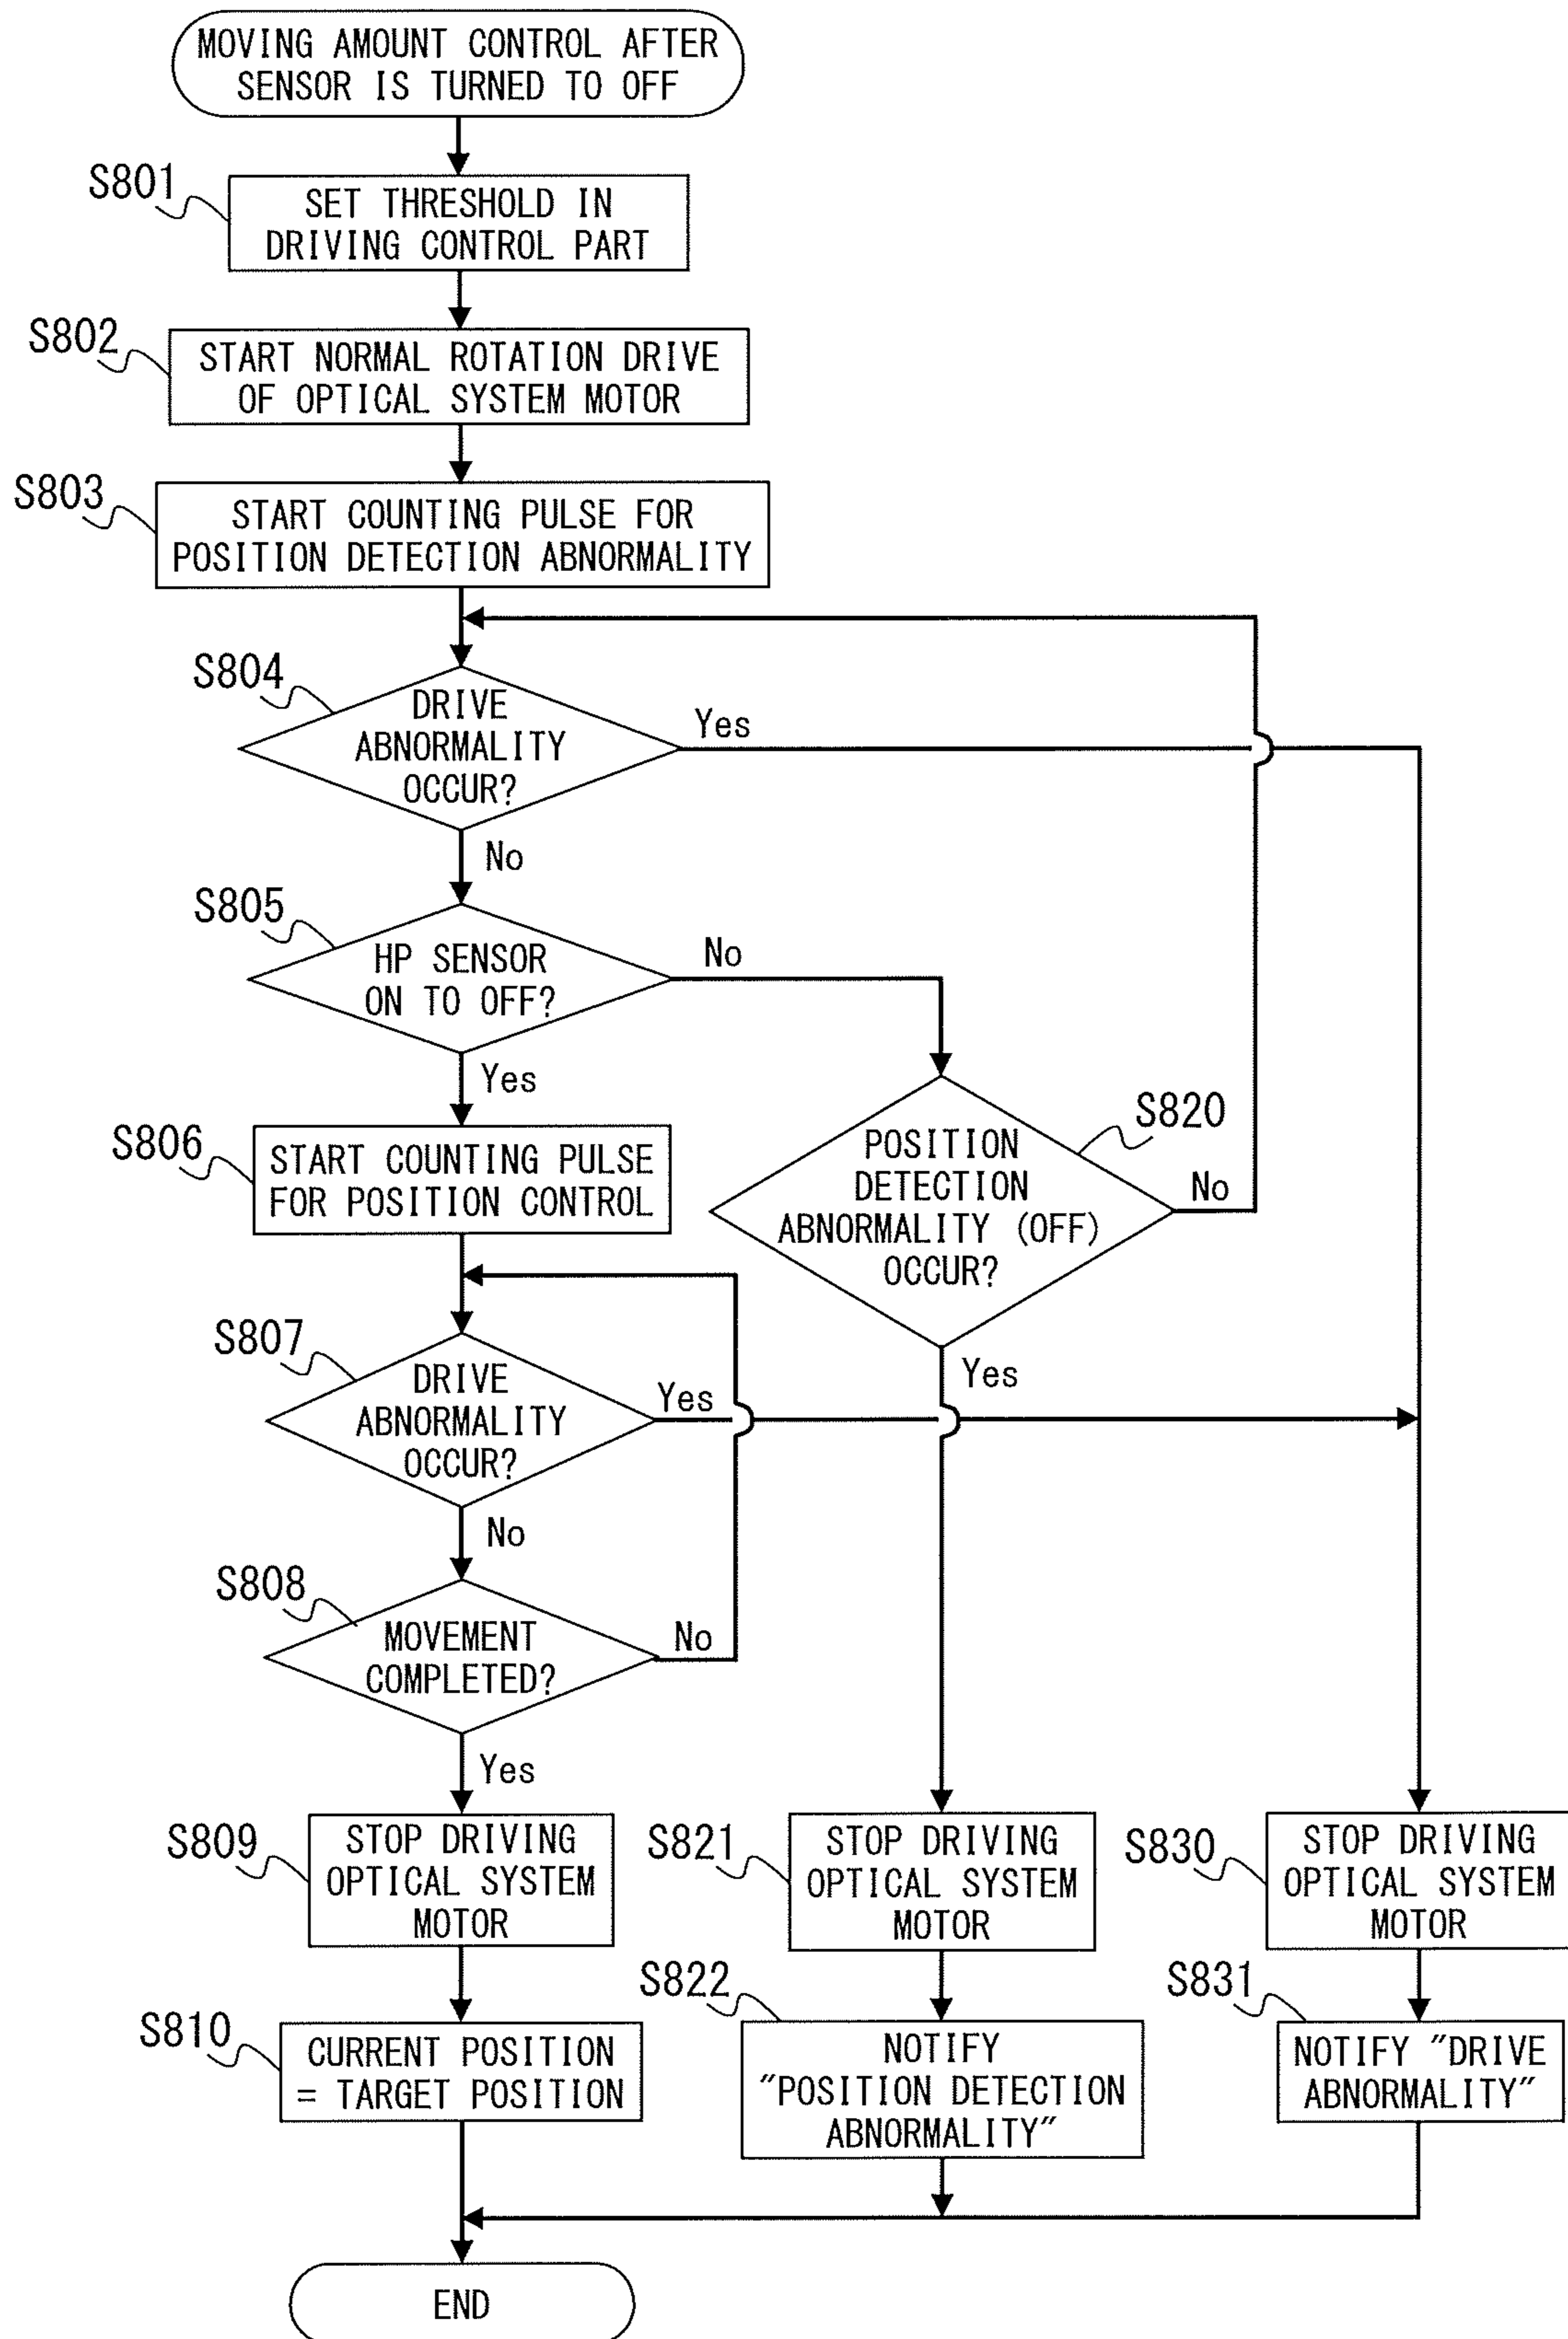 MOVING AMOUNT CONTROL AFTER
SENSOR IS TURNED TO OFF
S801
SET THRESHOLD IN
DRIVING CONTROL PART
S802
START NORMAL ROTATION DRIVE
OF OPTICAL SYSTEM MOTOR
S803
START COUNTING PULSE FOR
POSITION DETECTION ABNORMALITY
S804
DRIVE
ABNORMALITY
OCCUR?
Yes
No
S805
HP SENSOR
ON TO OFF?
No
Yes
S806
START COUNTING PULSE
FOR POSITION CONTROL
S820
POSITION
DETECTION
ABNORMALITY (OFF)
OCCUR?
No
Yes
S807
DRIVE
ABNORMALITY
OCCUR?
Yes
No
S808
MOVEMENT
COMPLETED?
No
Yes
S809
STOP DRIVING
OPTICAL SYSTEM
MOTOR
S821
STOP DRIVING
OPTICAL SYSTEM
MOTOR
S830
STOP DRIVING
OPTICAL SYSTEM
MOTOR
S810
CURRENT POSITION
= TARGET POSITION
S822
NOTIFY
"POSITION DETECTION
ABNORMALITY"
S831
NOTIFY "DRIVE
ABNORMALITY"
END